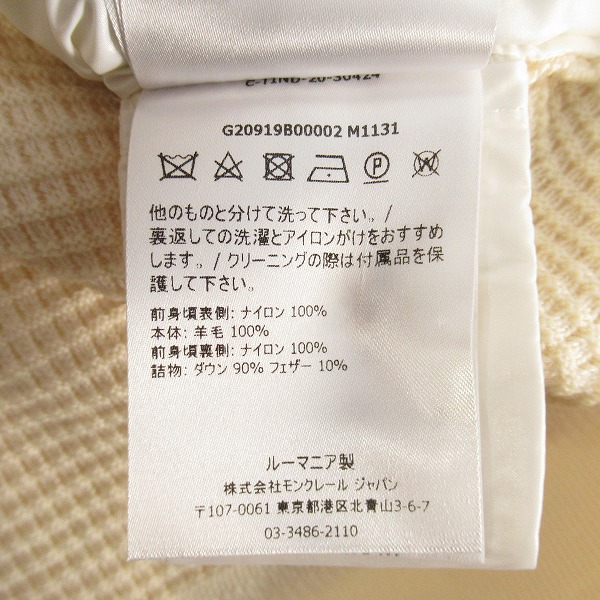 G20919B00002 M1131
P
W
他のものと分けて洗って下さい。/
裏返しての洗濯とアイロンがけをおすすめ
します。/ クリーニングの際は付属品を保
護して下さい。
前身頃表側: ナイロン 100%
本体: 羊毛 100%
前身頃裏側: ナイロン 100%
詰物: ダウン 90% フェザー 10%
ルーマニア製
株式会社モンクレール ジャパン
〒107-0061 東京都港区北青山3-6-7
03-3486-2110